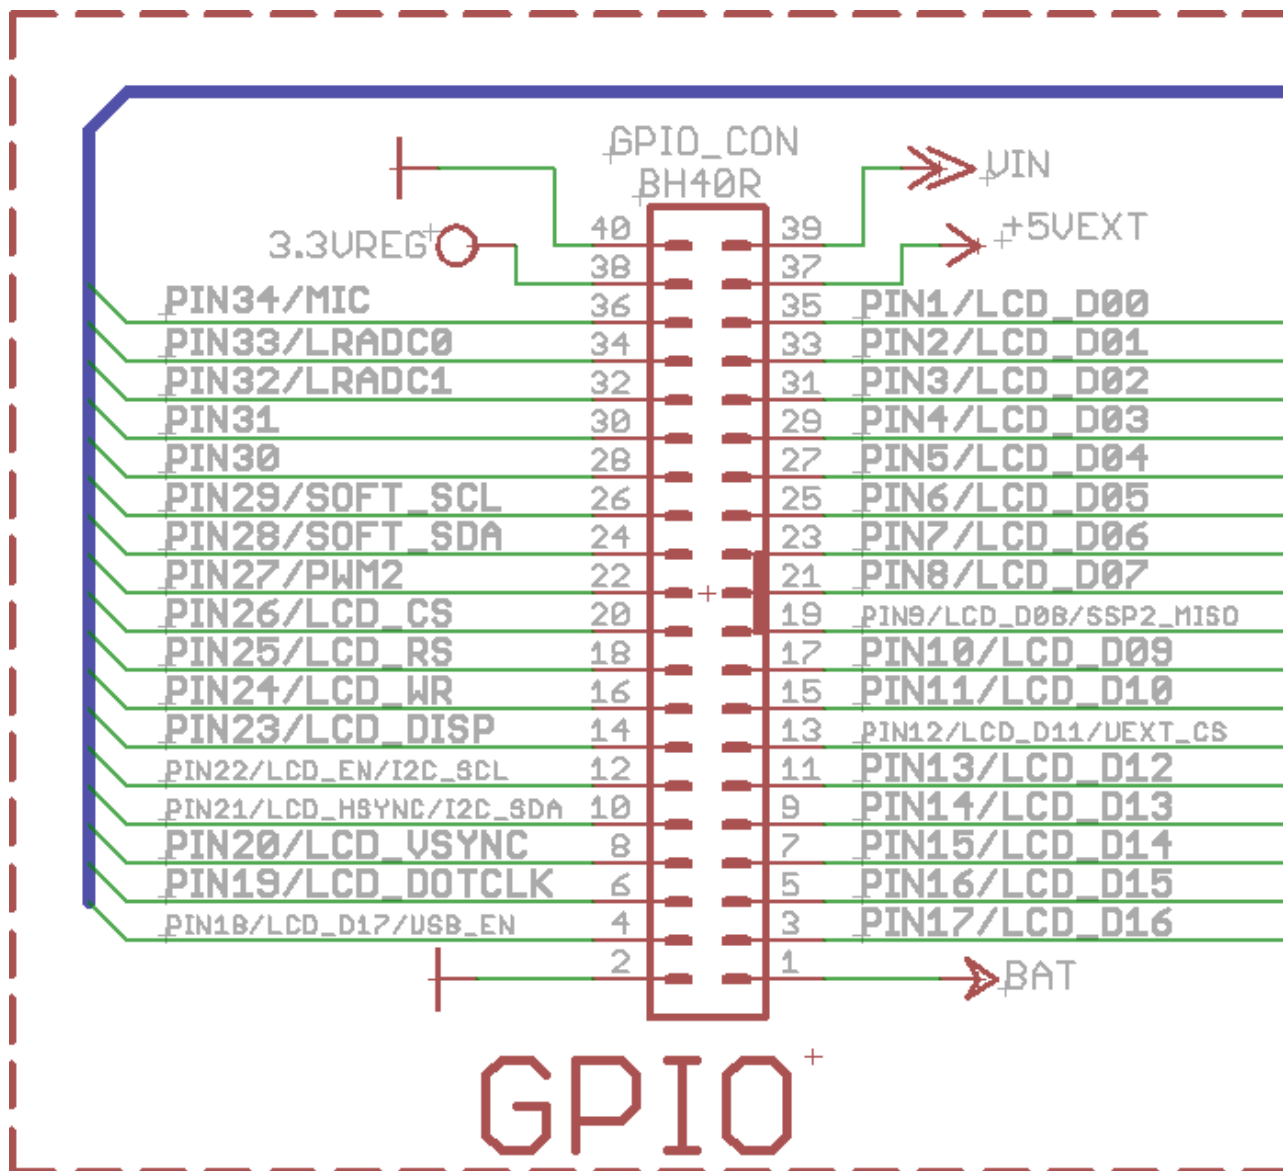 GPIO_CON
BH40R
VIN
3.3VREG 40 39 +5VEXT
38 37
PIN34/MIC 36 35 PIN1/LCD_D00
PIN33/LRADC0 34 33 PIN2/LCD_D01
PIN32/LRADC1 32 31 PIN3/LCD_D02
PIN31 30 29 PIN4/LCD_D03
PIN30 28 27 PIN5/LCD_D04
PIN29/SOFT_SCL 26 25 PIN6/LCD_D05
PIN28/SOFT_SDA 24 23 PIN7/LCD_D06
PIN27/PWM2 22 21 PIN8/LCD_D07
PIN26/LCD_CS 20 19 PIN9/LCD_D08/SSP2_MISO
PIN25/LCD_RS 18 17 PIN10/LCD_D09
PIN24/LCD_WR 16 15 PIN11/LCD_D10
PIN23/LCD_DISP 14 13 PIN12/LCD_D11/UEXT_CS
PIN22/LCD_EN/I2C_SCL 12 11 PIN13/LCD_D12
PIN21/LCD_HSYNC/I2C_SDA 10 9 PIN14/LCD_D13
PIN20/LCD_VSYNC 8 7 PIN15/LCD_D14
PIN19/LCD_DOTCLK 6 5 PIN16/LCD_D15
PIN18/LCD_D17/USB_EN 4 3 PIN17/LCD_D16
2 1 BAT
GPIO